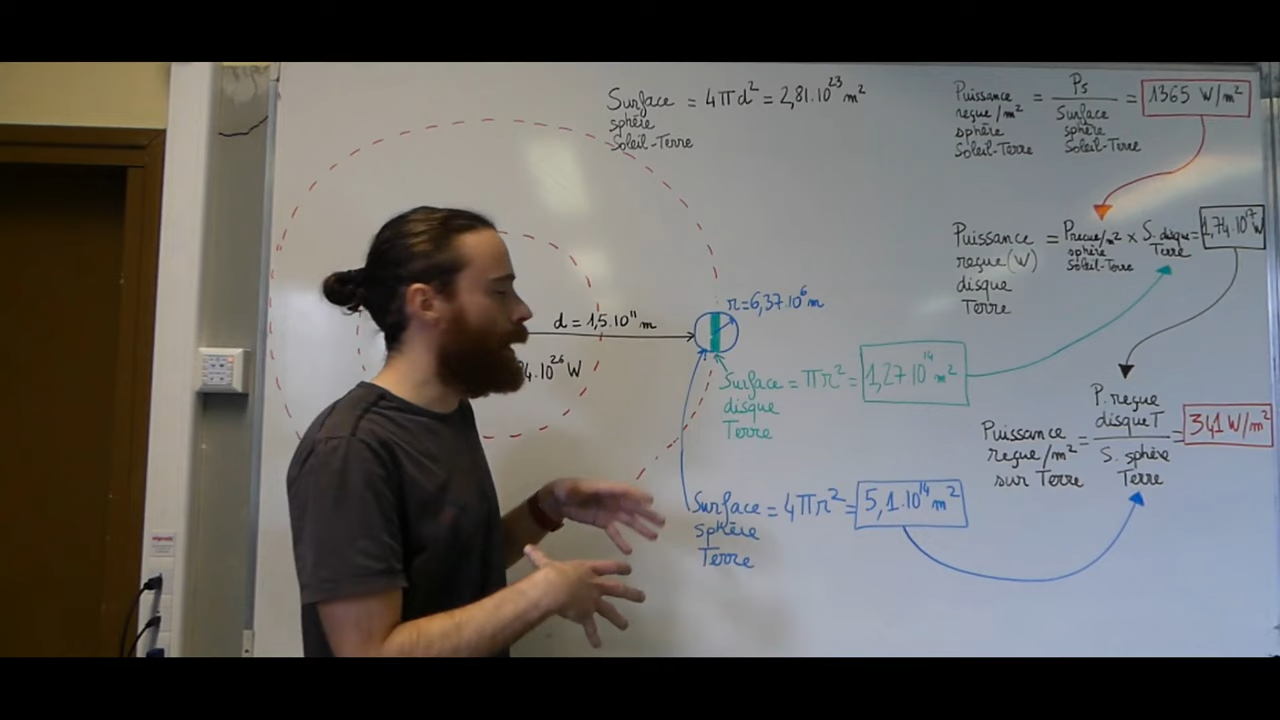 Surface = 4πd² = 2,81.10²³ m²
sphère
Soleil-Terre
Puissance = Ps = 1365 W/m²
reçue/m² Surface
sphère sphère
Soleil-Terre Soleil-Terre
Puissance = Preçue/m² x S. disque = 1,74.10¹⁷ W
reçue (W) sphère Terre
disque Soleil-Terre
Terre
r = 6,37.10⁶ m
d = 1,5.10¹¹ m
4.10²⁶ W
Surface = πr² = 1,27 10¹⁴ m²
disque
Terre
Puissance = P. reçue disque T = 341 W/m²
reçue/m² S. sphère
sur Terre Terre
Surface = 4πr² = 5,1.10¹⁴ m²
sphère
Terre